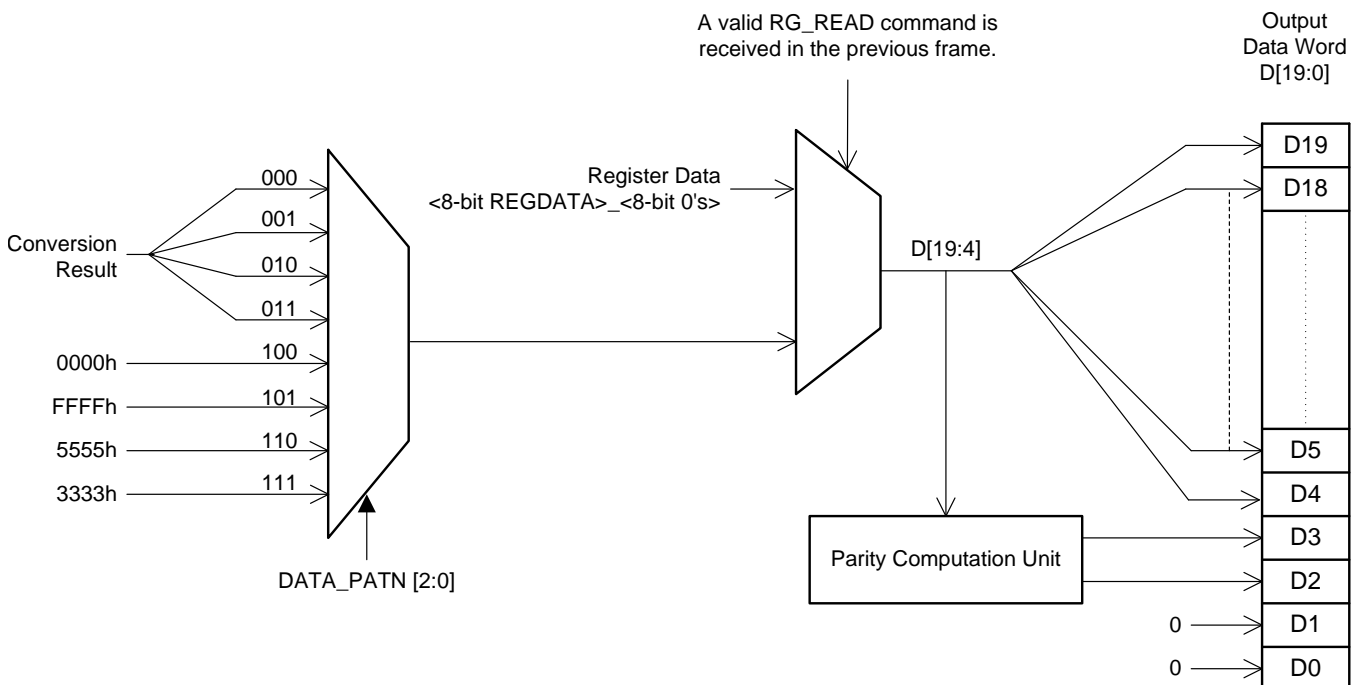 A valid RG_READ command is
received in the previous frame.
Output
Data Word
D[19:0]
Conversion
Result
000
001
010
011
0000h
100
FFFFh
101
5555h
110
3333h
111
DATA_PATN [2:0]
Register Data
<8-bit REGDATA>_<8-bit 0's>
D[19:4]
Parity Computation Unit
D19
D18
D5
D4
D3
D2
0
D1
0
D0